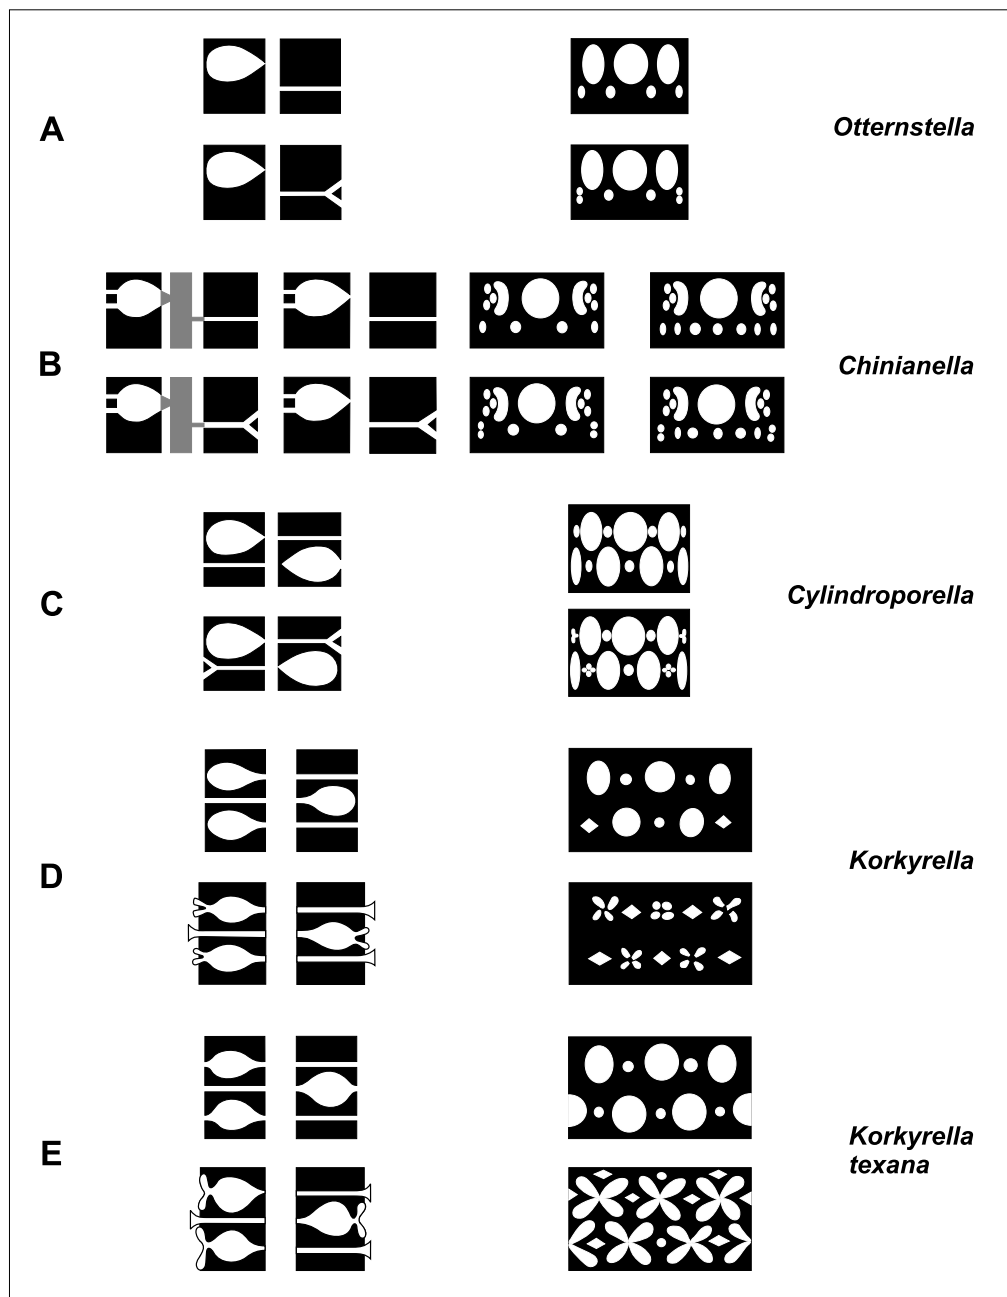 A
Otternstella
B
Chinianella
C
Cylindroporella
D
Korkyrella
E
Korkyrella
texana